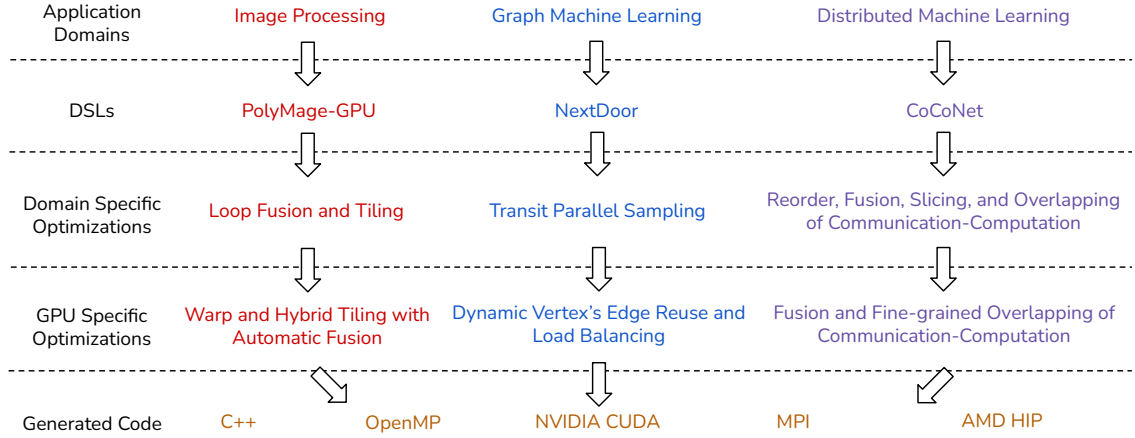 Application
Domains
Image Processing
Graph Machine Learning
Distributed Machine Learning
DSLs
PolyMage-GPU
NextDoor
CoCoNet
Domain Specific
Optimizations
Loop Fusion and Tiling
Transit Parallel Sampling
Reorder, Fusion, Slicing, and Overlapping
of Communication-Computation
GPU Specific
Optimizations
Warp and Hybrid Tiling with
Automatic Fusion
Dynamic Vertex's Edge Reuse and
Load Balancing
Fusion and Fine-grained Overlapping of
Communication-Computation
Generated Code
C++
OpenMP
NVIDIA CUDA
MPI
AMD HIP